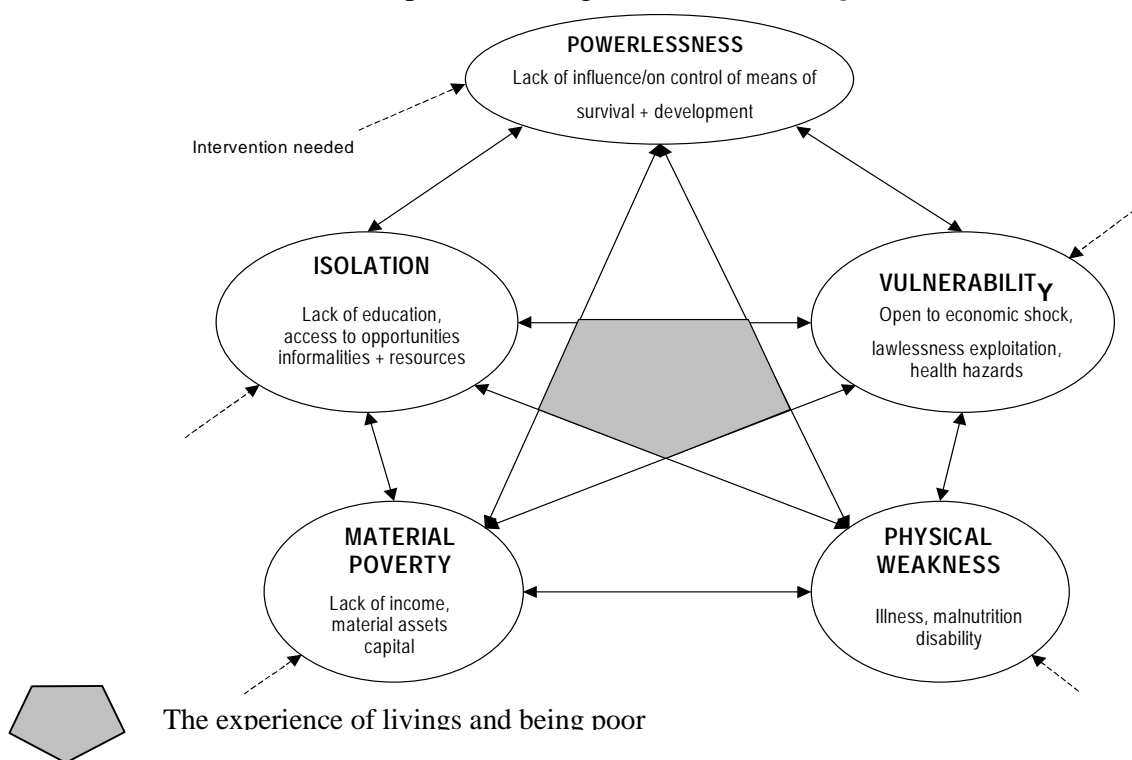 POWERLESSNESS
Lack of influence/on control of means of
survival + development
Intervention needed
ISOLATION
Lack of education,
access to opportunities
informalities + resources
VULNERABILITY
Open to economic shock,
lawlessness exploitation,
health hazards
MATERIAL
POVERTY
Lack of income,
material assets
capital
PHYSICAL
WEAKNESS
Illness, malnutrition
disability
The experience of livings and being poor